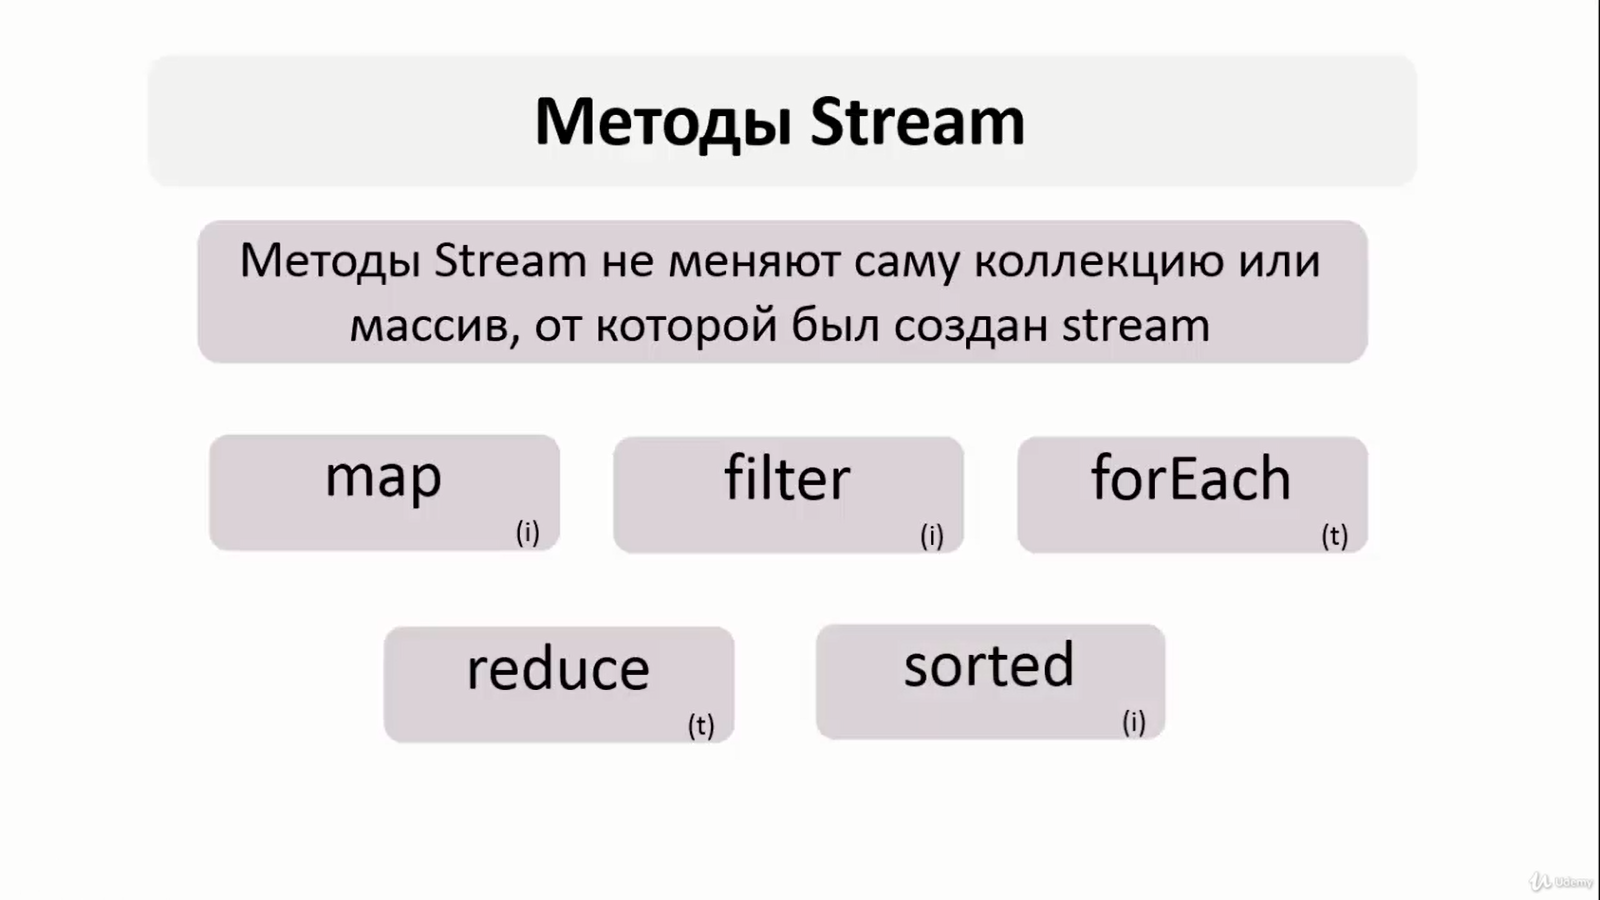 Методы Stream
Методы Stream не меняют саму коллекцию или
массив, от которой был создан stream
map
(i)
filter
(i)
forEach
(t)
reduce
(t)
sorted
(i)
Udemy